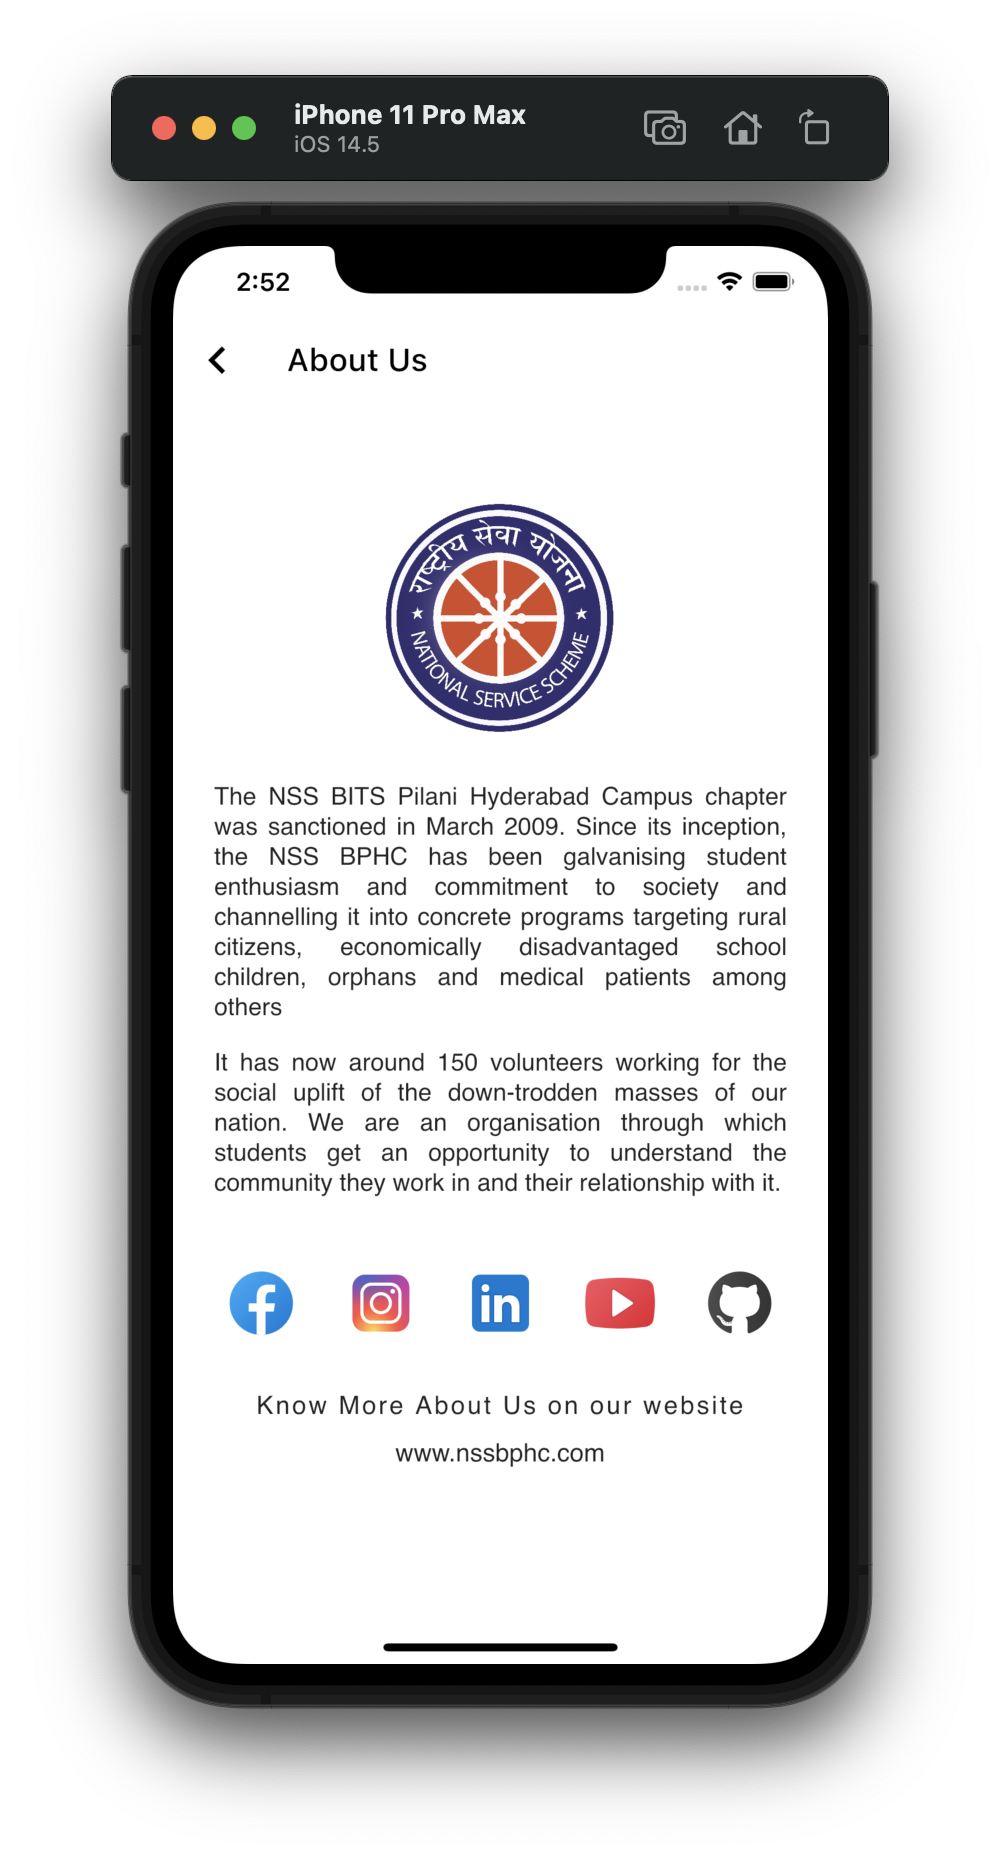 iPhone 11 Pro Max
iOS 14.5
2:52
About Us
राष्ट्रीय सेवा योजना
NATIONAL SERVICE SCHEME
The NSS BITS Pilani Hyderabad Campus chapter
was sanctioned in March 2009. Since its inception,
the NSS BPHC has been galvanising student
enthusiasm and commitment to society and
channelling it into concrete programs targeting rural
citizens, economically disadvantaged school
children, orphans and medical patients among
others
It has now around 150 volunteers working for the
social uplift of the down-trodden masses of our
nation. We are an organisation through which
students get an opportunity to understand the
community they work in and their relationship with it.
Know More About Us on our website
www.nssbphc.com